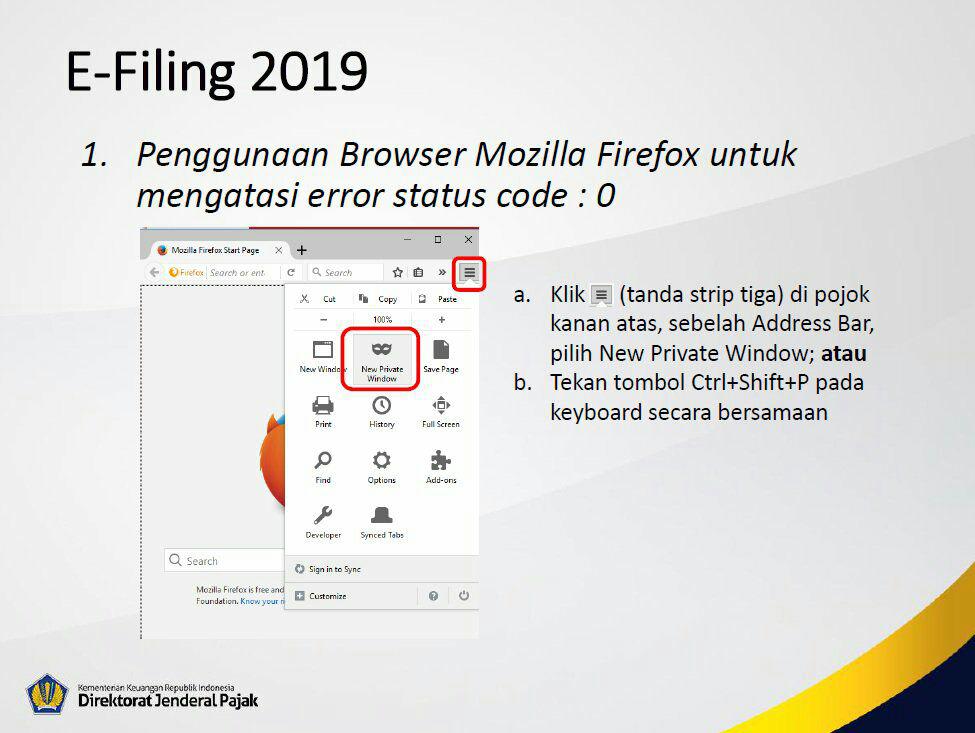 E-Filing 2019
1. Penggunaan Browser Mozilla Firefox untuk
mengatasi error status code : 0
Mozilla Firefox Start Page
Firefox
Search or ent
Search
Cut
Copy
Paste
100%
New Window
New Private
Window
Save Page
Print
History
Full Screen
Find
Options
Add-ons
Developer
Synced Tabs
Sign in to Sync
Customize
Search
Mozilla Firefox is free and
Foundation. Know your ri
a. Klik (tanda strip tiga) di pojok
kanan atas, sebelah Address Bar,
pilih New Private Window; atau
b. Tekan tombol Ctrl+Shift+P pada
keyboard secara bersamaan
Kementerian Keuangan Republik Indonesia
Direktorat Jenderal Pajak